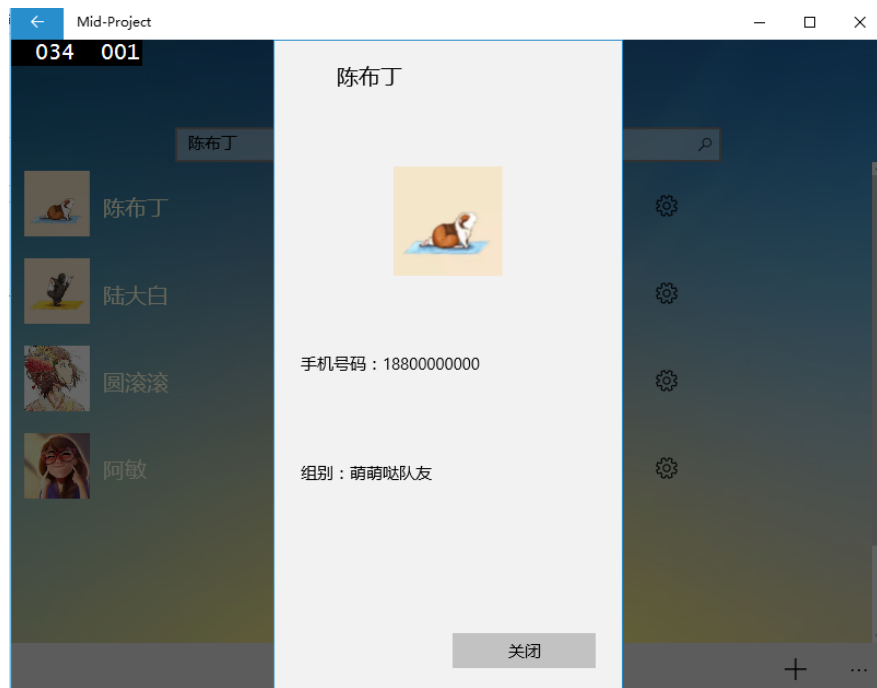 Mid-Project
034 001
陈布丁
陈布丁
陈布丁
陆大白
圆滚滚
阿敏
手机号码：18800000000
组别：萌萌哒队友
关闭